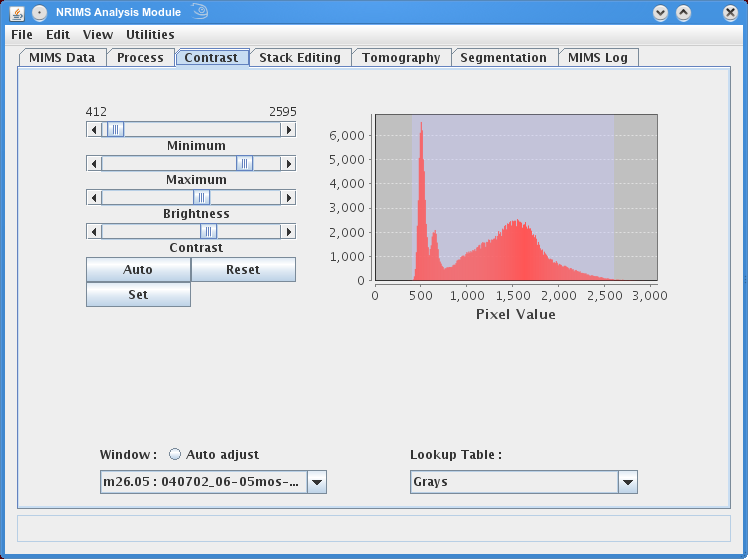 NRIMS Analysis Module
File Edit View Utilities
MIMS Data Process Contrast Stack Editing Tomography Segmentation MIMS Log
412 2595
Minimum
Maximum
Brightness
Contrast
Auto Reset
Set
6,000
5,000
4,000
3,000
2,000
1,000
0
0 500 1,000 1,500 2,000 2,500 3,000
Pixel Value
Window : Auto adjust
m26.05 : 040702_06-05mos-...
Lookup Table :
Grays